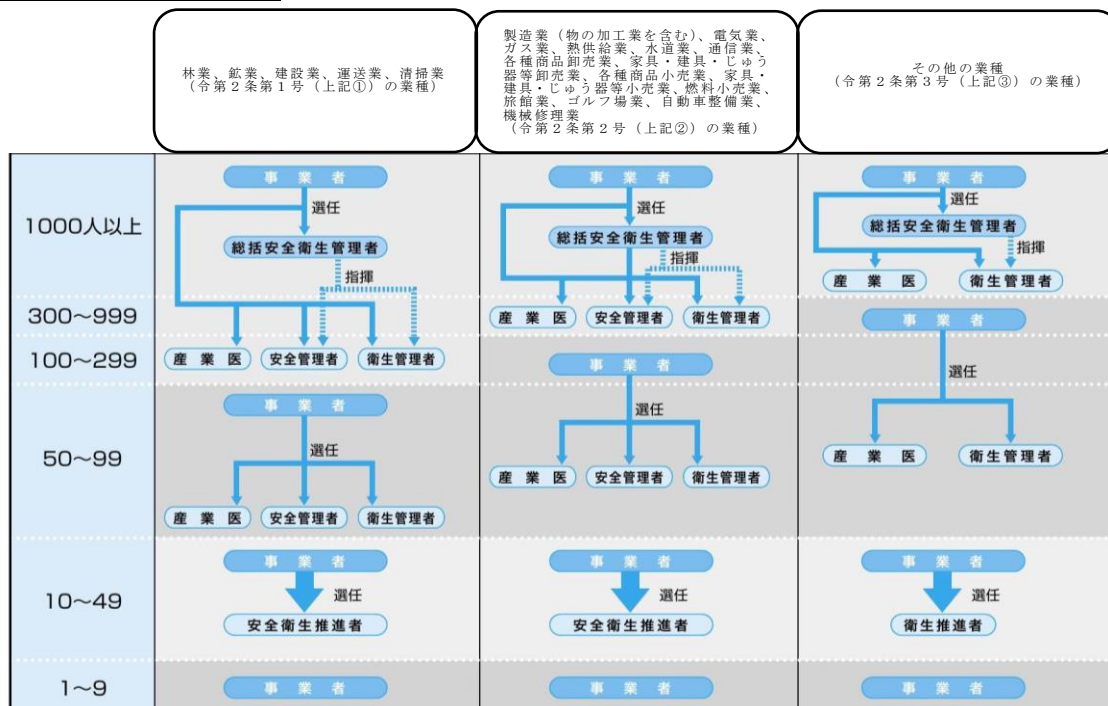 林業、鉱業、建設業、運送業、清掃業
(令第2条第1号(上記①)の業種)
製造業(物の加工業を含む)、電気業、
ガス業、熱供給業、水道業、通信業、
各種商品卸売業、家具・建具・じゅう
器等卸売業、各種商品小売業、家具・
建具・じゅう器等小売業、燃料小売業、
旅館業、ゴルフ場業、自動車整備業、
機械修理業
(令第2条第2号(上記②)の業種)
その他の業種
(令第2条第3号(上記③)の業種)
1000人以上
事業者
選任
総括安全衛生管理者
指揮
産業医
安全管理者
衛生管理者
事業者
選任
総括安全衛生管理者
指揮
産業医
安全管理者
衛生管理者
事業者
選任
総括安全衛生管理者
指揮
産業医
衛生管理者
300~999
100~299
50~99
事業者
選任
産業医
安全管理者
衛生管理者
事業者
選任
産業医
安全管理者
衛生管理者
事業者
選任
産業医
衛生管理者
10~49
事業者
選任
安全衛生推進者
事業者
選任
安全衛生推進者
事業者
選任
衛生推進者
1~9
事業者
事業者
事業者